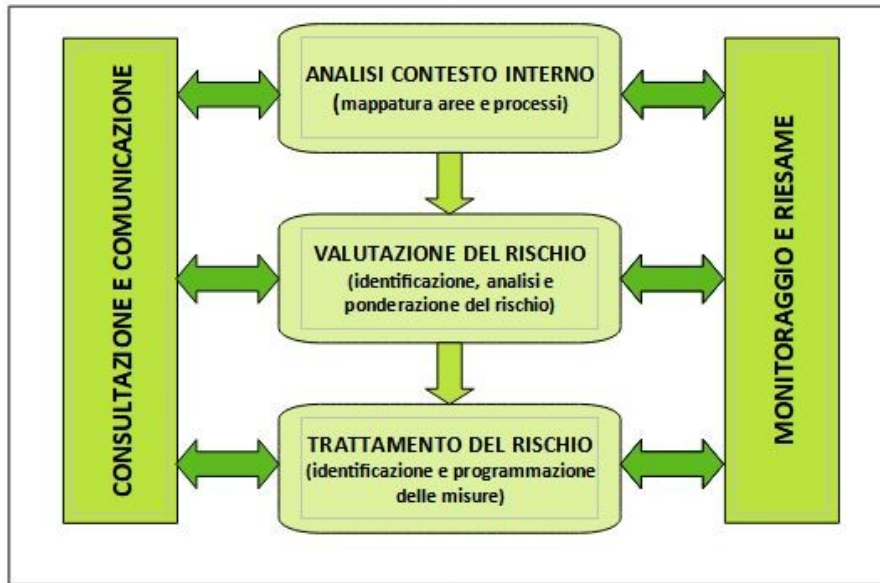 CONSULTAZIONE E COMUNICAZIONE
ANALISI CONTESTO INTERNO
(mappatura aree e processi)
VALUTAZIONE DEL RISCHIO
(identificazione, analisi e
ponderazione del rischio)
TRATTAMENTO DEL RISCHIO
(identificazione e programmazione
delle misure)
MONITORAGGIO E RIESAME